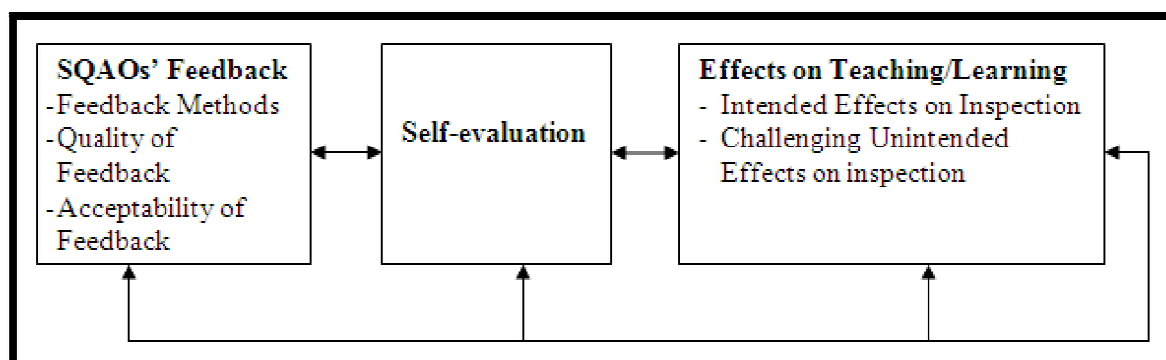 SQAOs’ Feedback
-Feedback Methods
-Quality of
Feedback
-Acceptability of
Feedback
Self-evaluation
Effects on Teaching/Learning
- Intended Effects on Inspection
- Challenging Unintended
Effects on inspection